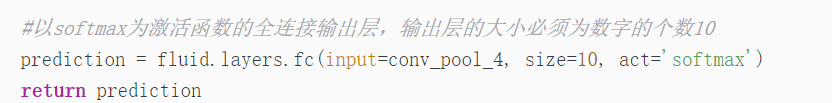 #以softmax为激活函数的全连接输出层，输出层的大小必须为数字的个数10
prediction = fluid.layers.fc(input=conv_pool_4, size=10, act='softmax')
return prediction